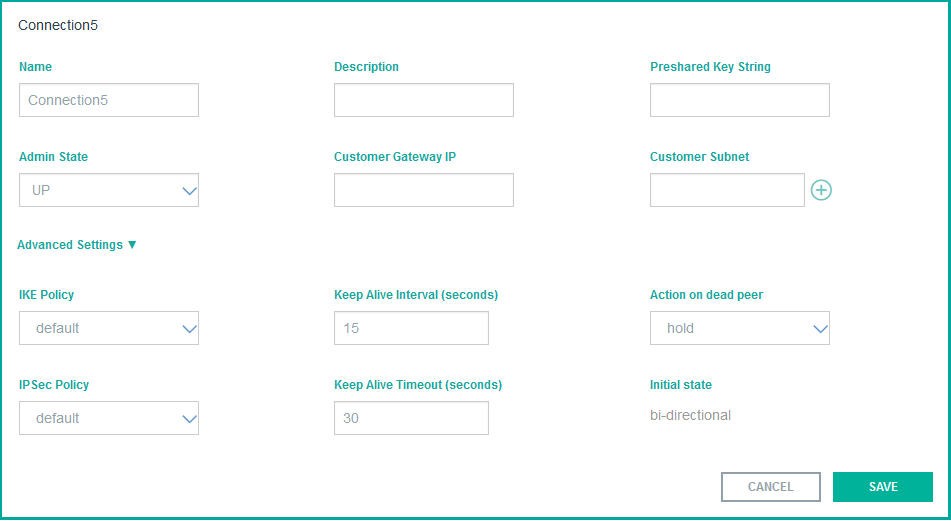 Connection5
Name
Description
Preshared Key String
Connection5
Admin State
Customer Gateway IP
Customer Subnet
UP
Advanced Settings ▼
IKE Policy
Keep Alive Interval (seconds)
Action on dead peer
default
15
hold
IPSec Policy
Keep Alive Timeout (seconds)
Initial state
default
30
bi-directional
CANCEL
SAVE